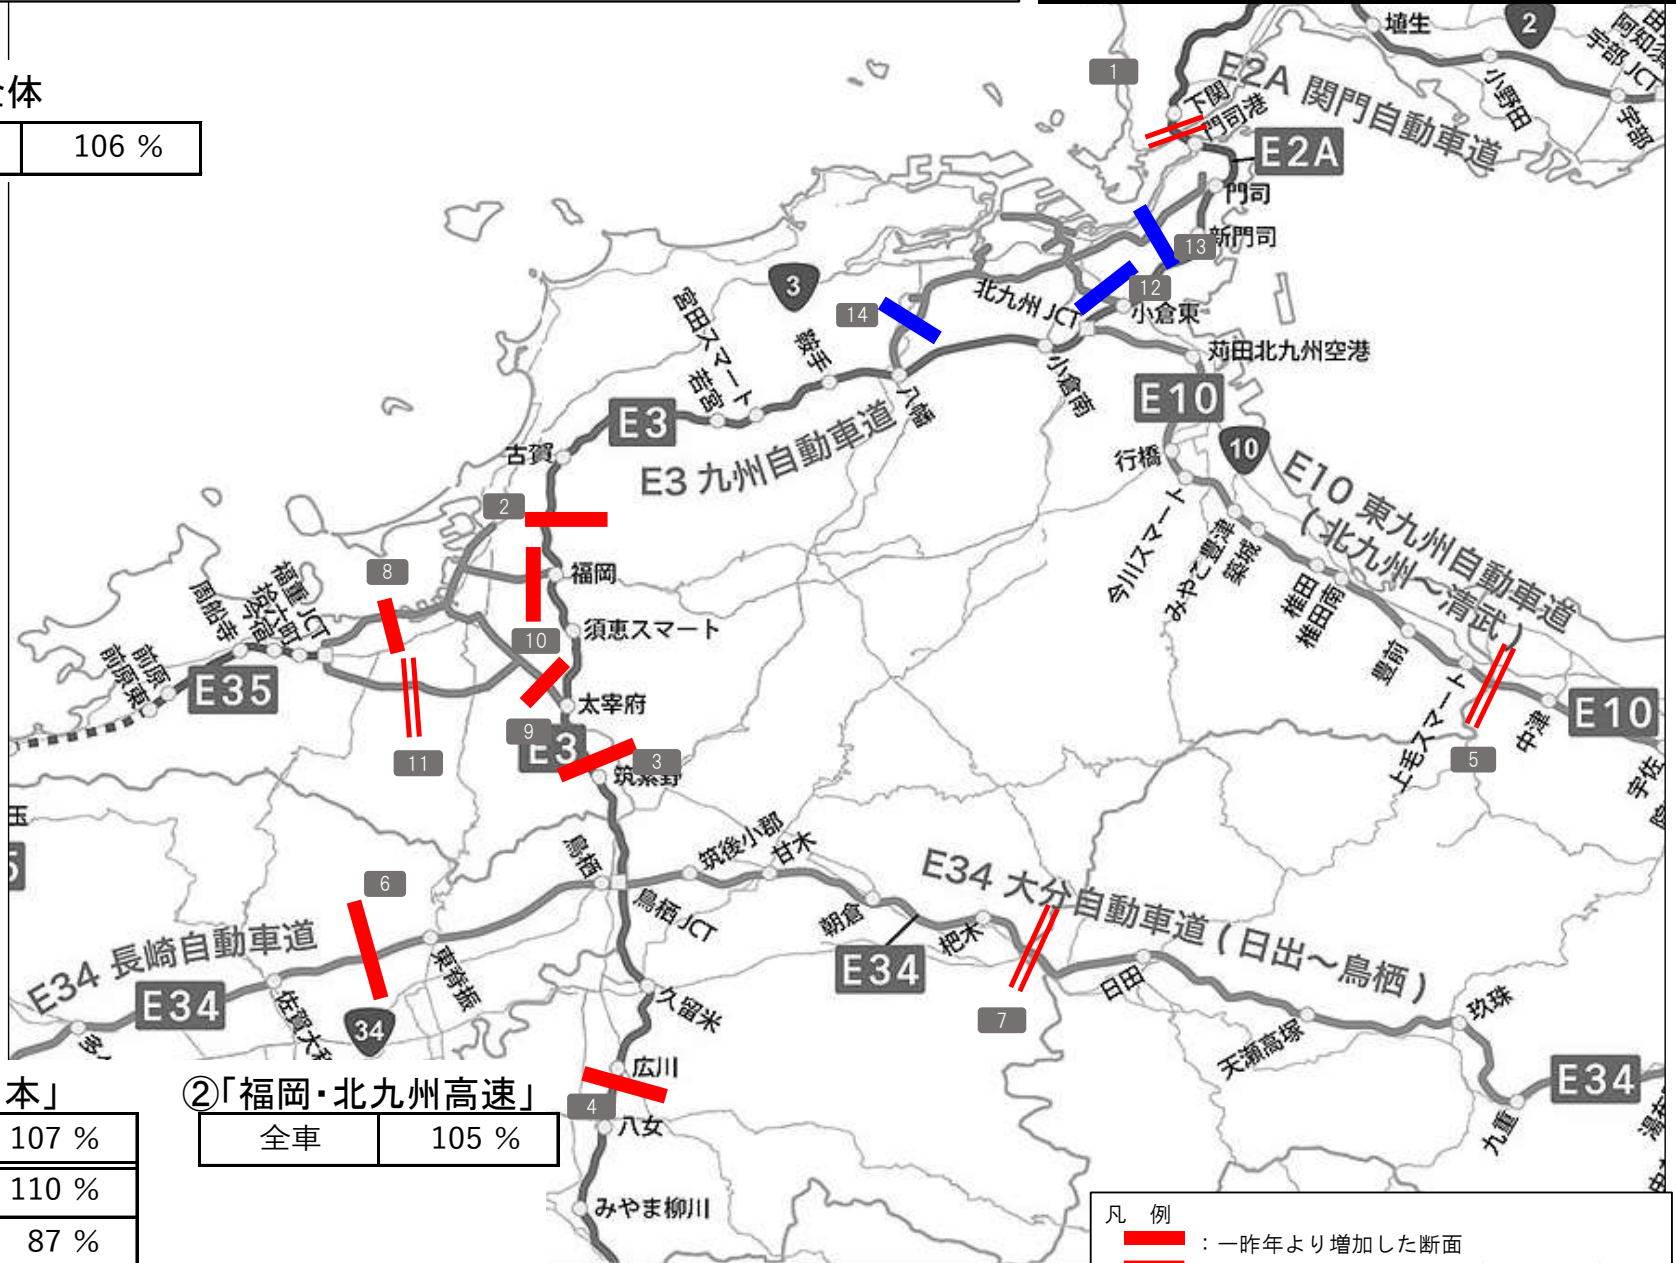 体
106 %
1
埴生
2
宇部 JCT
小野田
宇部
E2A 関門自動車道
下関
門司港
E2A
門司
13
新門司
3
12
北九州 JCT
小倉東
14
宮田スマート
若宮
鞍手
八幡
小倉南
苅田北九州空港
E10
E3
E3 九州自動車道
古賀
行橋
10
E10 東九州自動車道
(北九州～清武)
今川スマート
みやこ豊津
築城
椎田
椎田南
豊前
上毛スマート
中津
E10
宇佐
5
2
福岡
8
10
須恵スマート
福重 JCT
拾六町
今宿
周船寺
前原
前原東
E35
太宰府
9
E3
3
11
筑紫野
玉
5
6
鳥栖
鳥栖 JCT
筑後小郡
甘木
朝倉
杷木
E34
E34 大分自動車道 (日出～鳥栖)
7
日田
天瀬高塚
玖珠
九重
E34
E34 長崎自動車道
E34
東脊振
34
久留米
広川
4
八女
みやま柳川
本」
107 %
110 %
87 %
②「福岡・北九州高速」
全車 105 %
凡 例
：一昨年より増加した断面